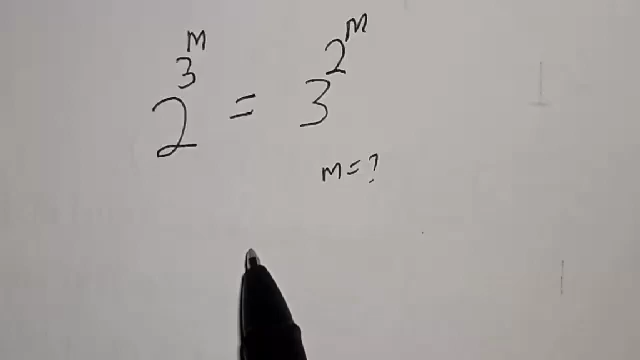 2^{3^m} = 3^{2^m}
m = ?